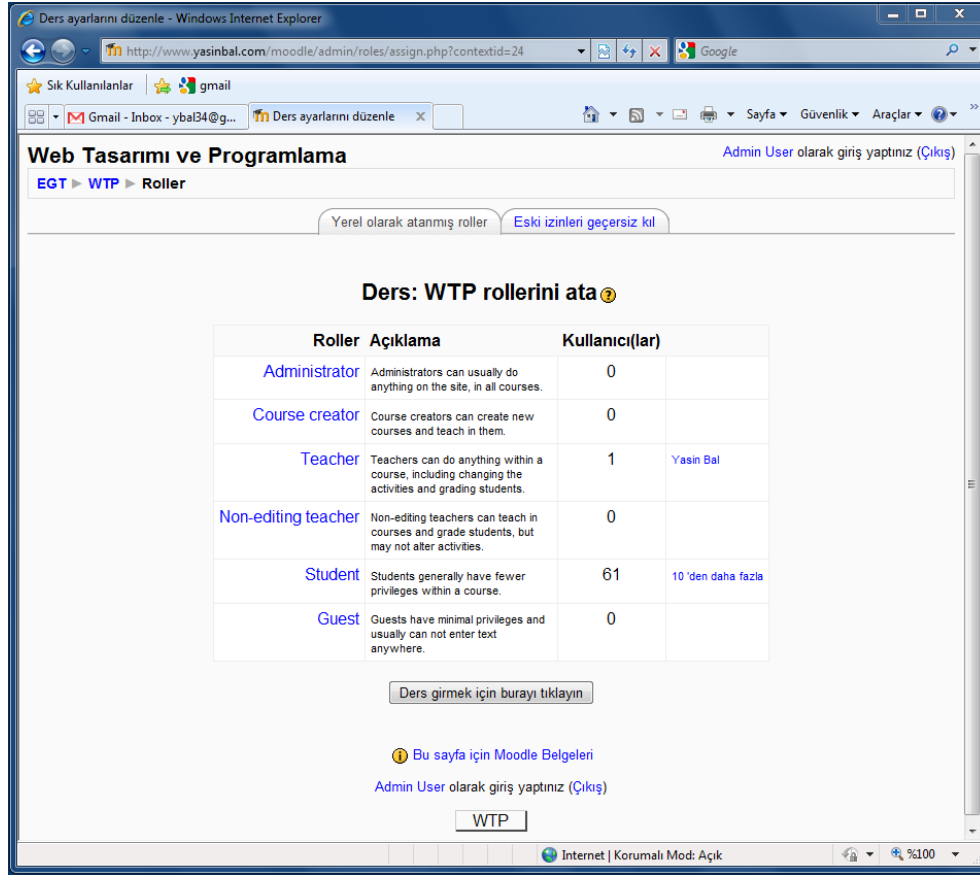 Ders ayarlarını düzenle - Windows Internet Explorer
http://www.yasinbal.com/moodle/admin/roles/assign.php?contextid=24
Google
Sık Kullanılanlar
gmail
Gmail - Inbox - ybal34@g...
Ders ayarlarını düzenle
X
Sayfa
Güvenlik
Araçlar
Web Tasarımı ve Programlama
Admin User olarak giriş yaptınız (Çıkış)
EGT ► WTP ► Roller
Yerel olarak atanmış roller
Eski izinleri geçersiz kıl
Ders: WTP rollerini ata
Roller Açıklama Kullanıcı(lar)
Administrator
Administrators can usually do
anything on the site, in all courses.
0
Course creator
Course creators can create new
courses and teach in them.
0
Teacher
Teachers can do anything within a
course, including changing the
activities and grading students.
1
Yasin Bal
Non-editing teacher
Non-editing teachers can teach in
courses and grade students, but
may not alter activities.
0
Student
Students generally have fewer
privileges within a course.
61
10 'den daha fazla
Guest
Guests have minimal privileges and
usually can not enter text
anywhere.
0
Ders girmek için burayı tıklayın
Bu sayfa için Moodle Belgeleri
Admin User olarak giriş yaptınız (Çıkış)
WTP
Internet | Korumalı Mod: Açık
%100